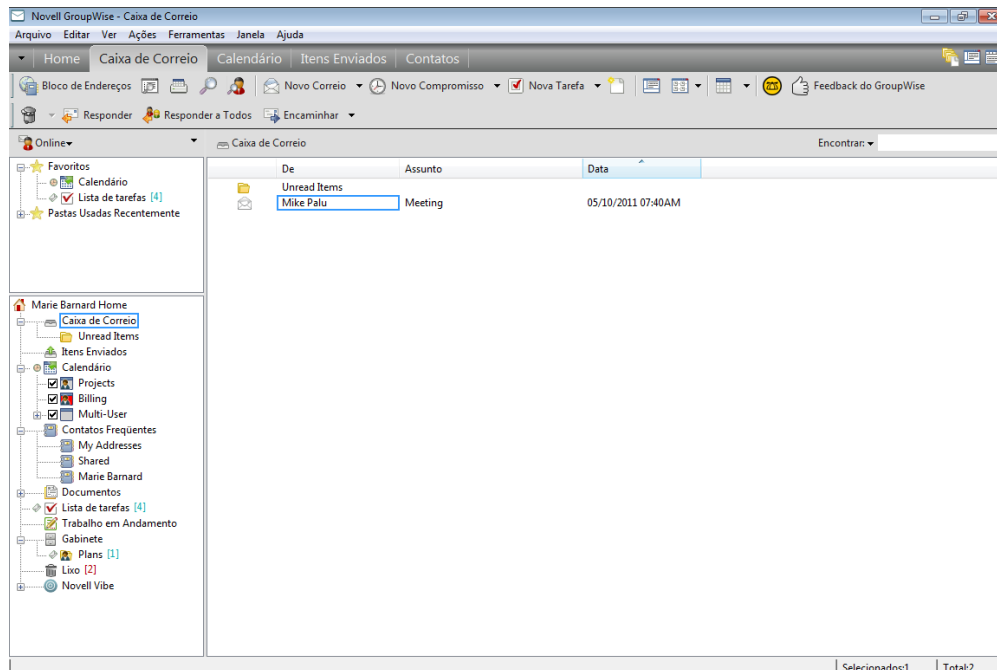 Novell GroupWise - Caixa de Correio
Arquivo Editar Ver Ações Ferramentas Janela Ajuda
Home Caixa de Correio Calendário Itens Enviados Contatos
Bloco de Endereços Novo Correio Novo Compromisso Nova Tarefa Feedback do GroupWise
Responder Responder a Todos Encaminhar
Online Caixa de Correio Encontrar:
Favoritos
Calendário
Lista de tarefas [4]
Pastas Usadas Recentemente
De Assunto Data
Unread Items
Mike Palu Meeting 05/10/2011 07:40AM
Marie Barnard Home
Caixa de Correio
Unread Items
Itens Enviados
Calendário
Projects
Billing
Multi-User
Contatos Freqüentes
My Addresses
Shared
Marie Barnard
Documentos
Lista de tarefas [4]
Trabalho em Andamento
Gabinete
Plans [1]
Lixo [2]
Novell Vibe
Selecionados:1 Total:2